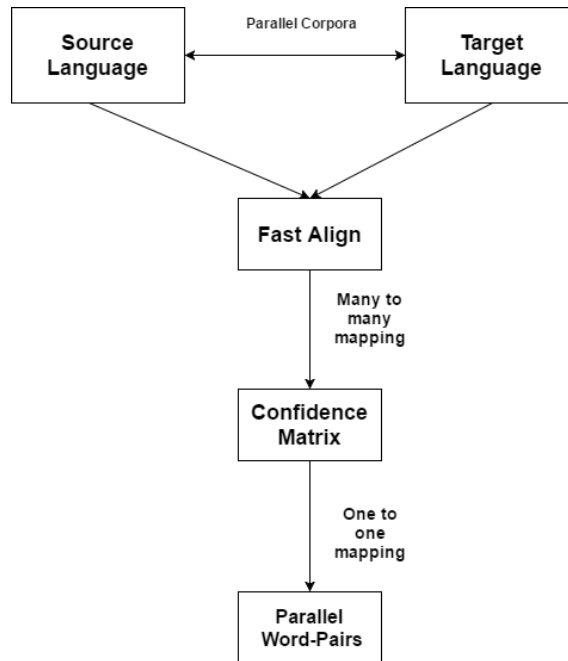 Source
Language
Parallel Corpora
Target
Language
Fast Align
Many to
many
mapping
Confidence
Matrix
One to
one
mapping
Parallel
Word-Pairs